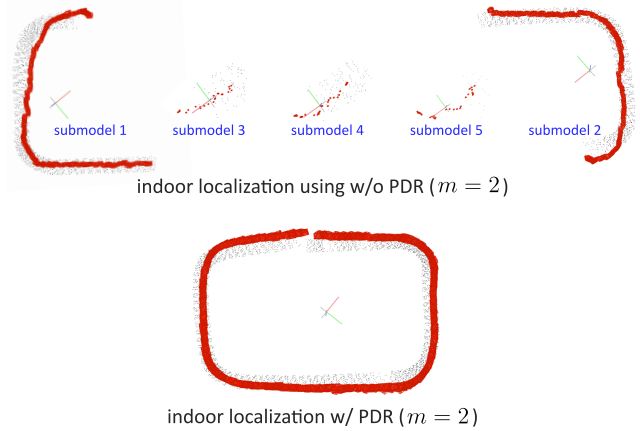 submodel 1
submodel 3
submodel 4
submodel 5
submodel 2
indoor localization using w/o PDR (m = 2)
indoor localization w/ PDR (m = 2)